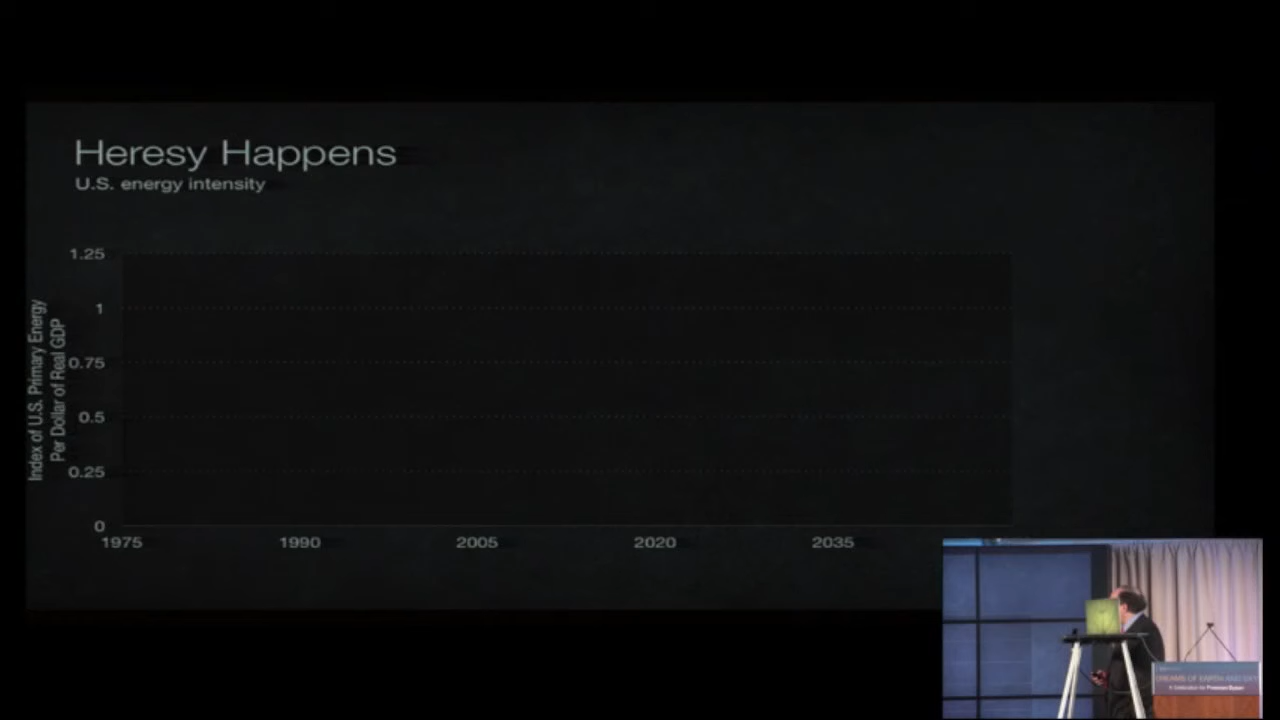 Heresy Happens
U.S. energy intensity
Index of U.S. Primary Energy
Per Dollar of Real GDP
1.25
1
0.75
0.5
0.25
0
1975
1990
2005
2020
2035
DREAMS OF EARTH AND SKY
A Celebration for Freeman Dyson